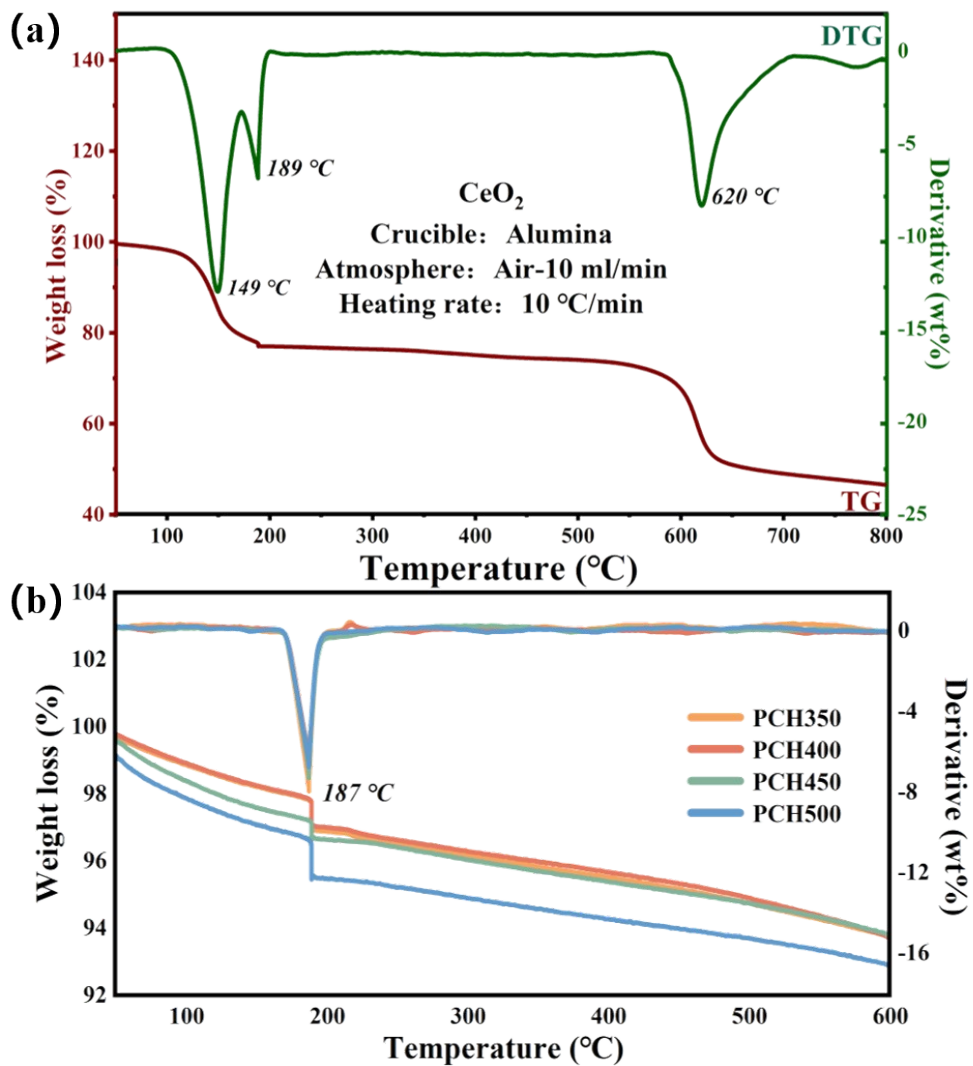 (a)
DTG
140
120
100
80
60
40
Weight loss (%)
0
-5
-10
-15
-20
-25
Derivative (wt%)
189 °C
149 °C
620 °C
CeO₂
Crucible: Alumina
Atmosphere: Air-10 ml/min
Heating rate: 10 °C/min
TG
100
200
300
400
500
600
700
800
Temperature (°C)
(b)
104
102
100
98
96
94
92
Weight loss (%)
0
-4
-8
-12
-16
Derivative (wt%)
PCH350
PCH400
PCH450
PCH500
187 °C
100
200
300
400
500
600
Temperature (°C)